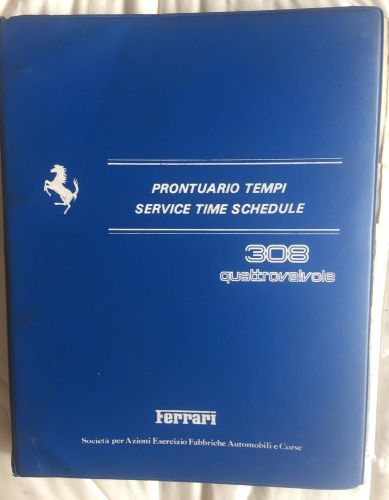 PRONTUARIO TEMPI
SERVICE TIME SCHEDULE
308
quattrovalvole
Ferrari
Società per Azioni Esercizio Fabbriche Automobili e Corse